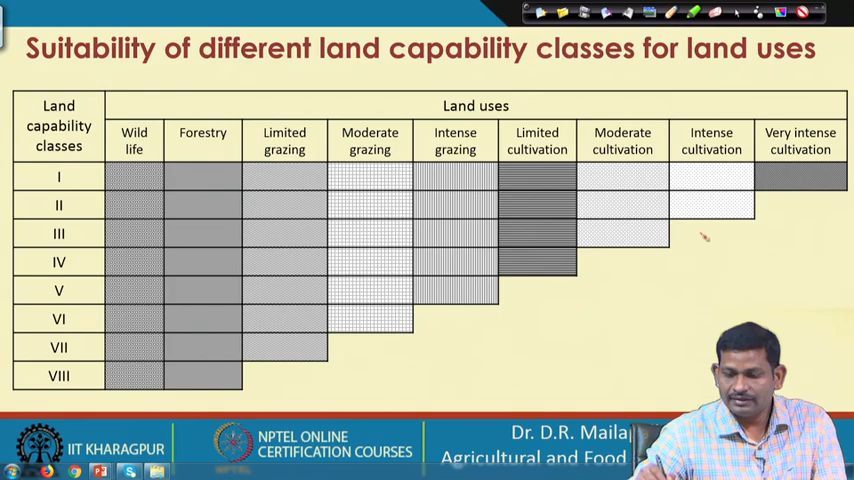 Suitability of different land capability classes for land uses
Land capability classes
Land uses
Wild life
Forestry
Limited grazing
Moderate grazing
Intense grazing
Limited cultivation
Moderate cultivation
Intense cultivation
Very intense cultivation
I
II
III
IV
V
VI
VII
VIII
IIT KHARAGPUR
NPTEL ONLINE
CERTIFICATION COURSES
Dr. D.R.
Agricultural and Food